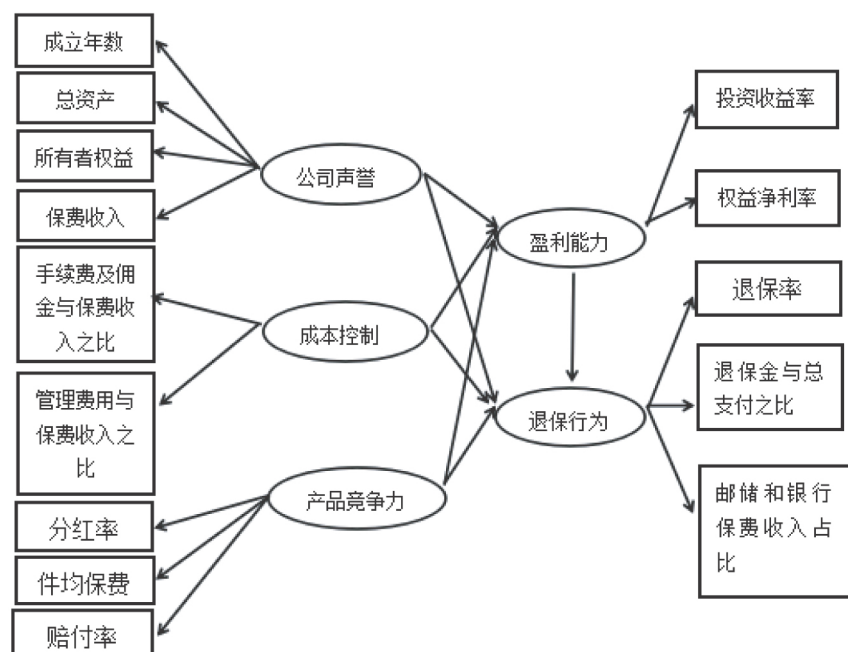 成立年数
总资产
所有者权益
保费收入
手续费及佣
金与保费收
入之比
管理费用与
保费收入之
比
分红率
件均保费
赔付率
公司声誉
成本控制
产品竞争力
盈利能力
退保行为
投资收益率
权益净利率
退保率
退保金与总
支付之比
邮储和银行
保费收入占
比